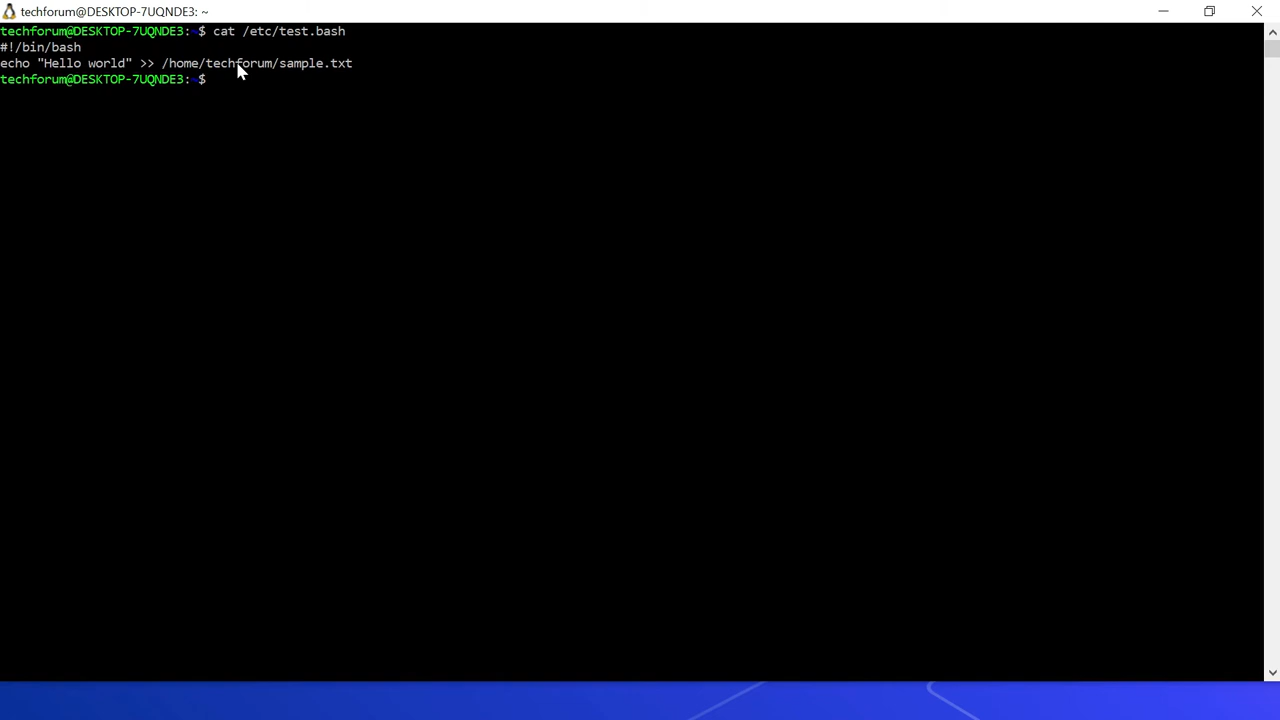 techforum@DESKTOP-7UQNDE3: ~
techforum@DESKTOP-7UQNDE3:~$ cat /etc/test.bash
#!/bin/bash
echo "Hello world" >> /home/techforum/sample.txt
techforum@DESKTOP-7UQNDE3:~$